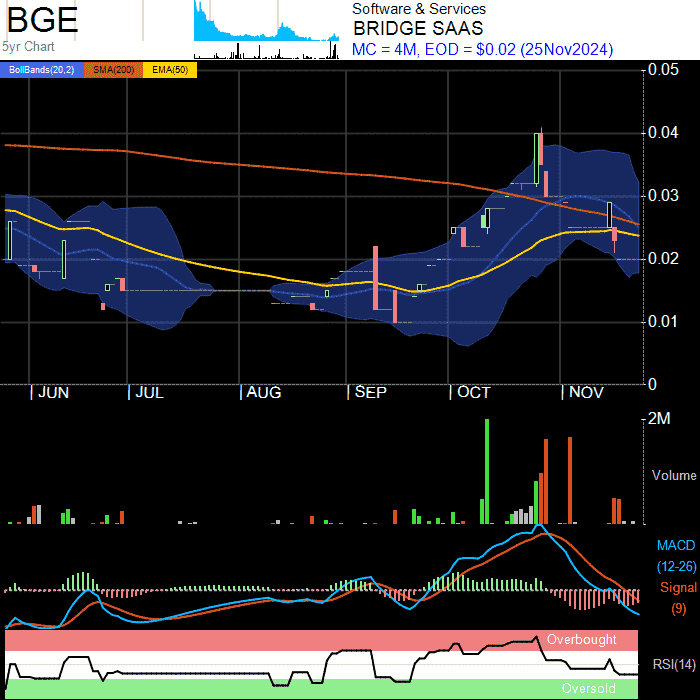 BGE
5yr Chart
Software & Services
BRIDGE SAAS
MC = 4M, EOD = $0.02 (25Nov2024)
BollBands(20,2) SMA(200) EMA(50)
0.05
0.04
0.03
0.02
0.01
0
JUN JUL AUG SEP OCT NOV
2M
Volume
MACD
(12-26)
Signal
(9)
Overbought
RSI(14)
Oversold